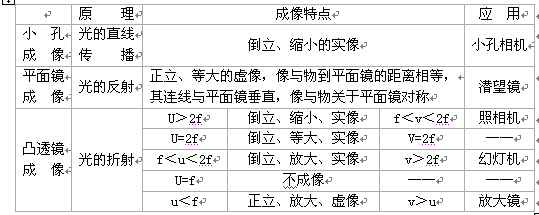 原 理 成像特点 应 用
小 孔 成 像 光的直线 传 播 倒立、缩小的实像 小孔相机
平面镜 成 像 光的反射 正立、等大的虚像，像与物到平面镜的距离相等，
其连线与平面镜垂直，像与物关于平面镜对称 潜望镜
凸透镜 成 像 光的折射
U＞2f 倒立、缩小、实像 f＜v＜2f 照相机
U=2f 倒立、等大、实像 V=2f ——
f＜u＜2f 倒立、放大、实像 v＞2f 幻灯机
U=f 不成像 —— ——
u＜f 正立、放大、虚像 v＞u 放大镜